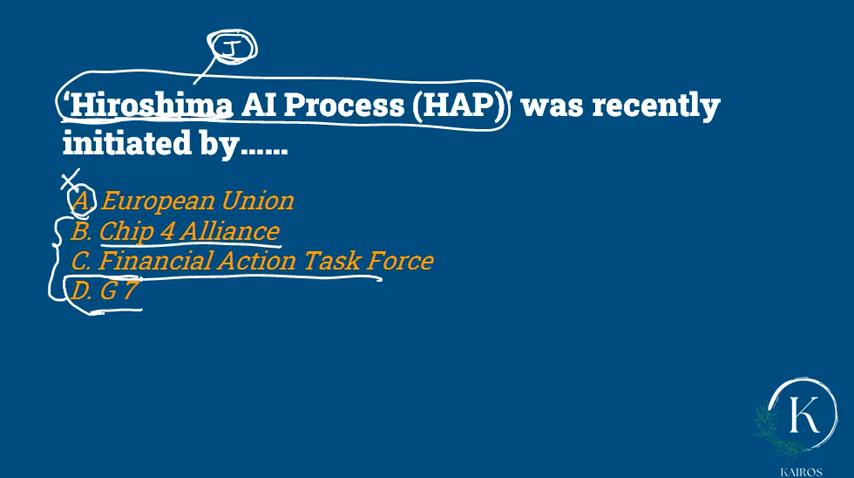 J
‘Hiroshima AI Process (HAP)’ was recently
initiated by……
A. European Union
B. Chip 4 Alliance
C. Financial Action Task Force
D. G 7
K
KAIROS